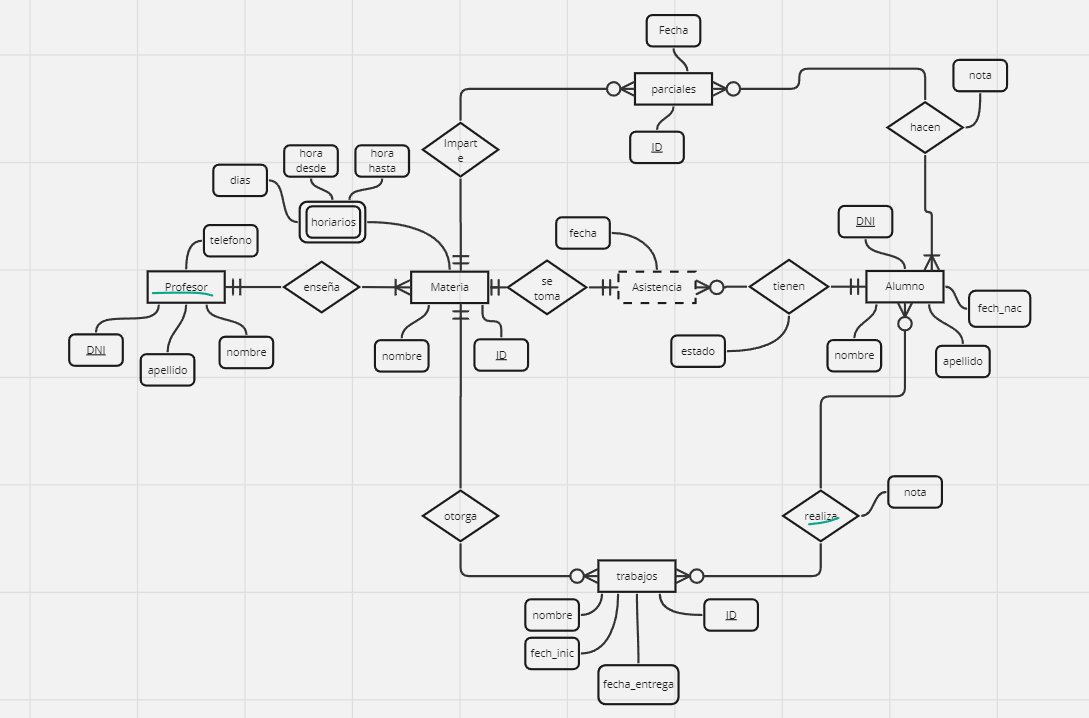 Fecha
nota
parciales
hacen
Impart
e
ID
hora
desde
hora
hasta
dias
horiarios
DNI
telefono
fecha
Profesor
enseña
Materia
se
toma
Asistencia
tienen
Alumno
fech_nac
DNI
apellido
nombre
nombre
ID
estado
nombre
apellido
nota
otorga
realiza
trabajos
nombre
ID
fech_inic
fecha_entrega